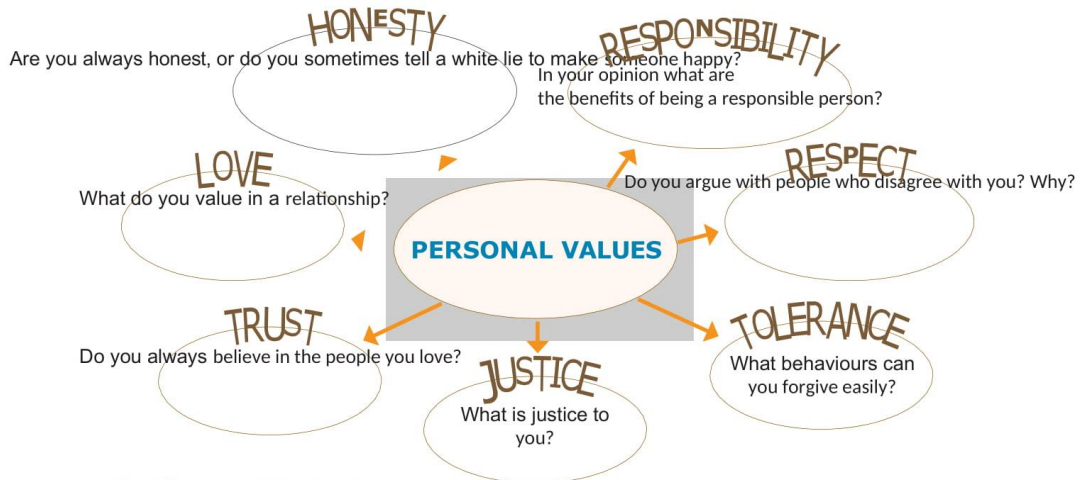 HONESTY
Are you always honest, or do you sometimes tell a white lie to make someone happy?
RESPONSIBILITY
In your opinion what are
the benefits of being a responsible person?
LOVE
What do you value in a relationship?
RESPECT
Do you argue with people who disagree with you? Why?
PERSONAL VALUES
TRUST
Do you always believe in the people you love?
JUSTICE
What is justice to
you?
TOLERANCE
What behaviours can
you forgive easily?